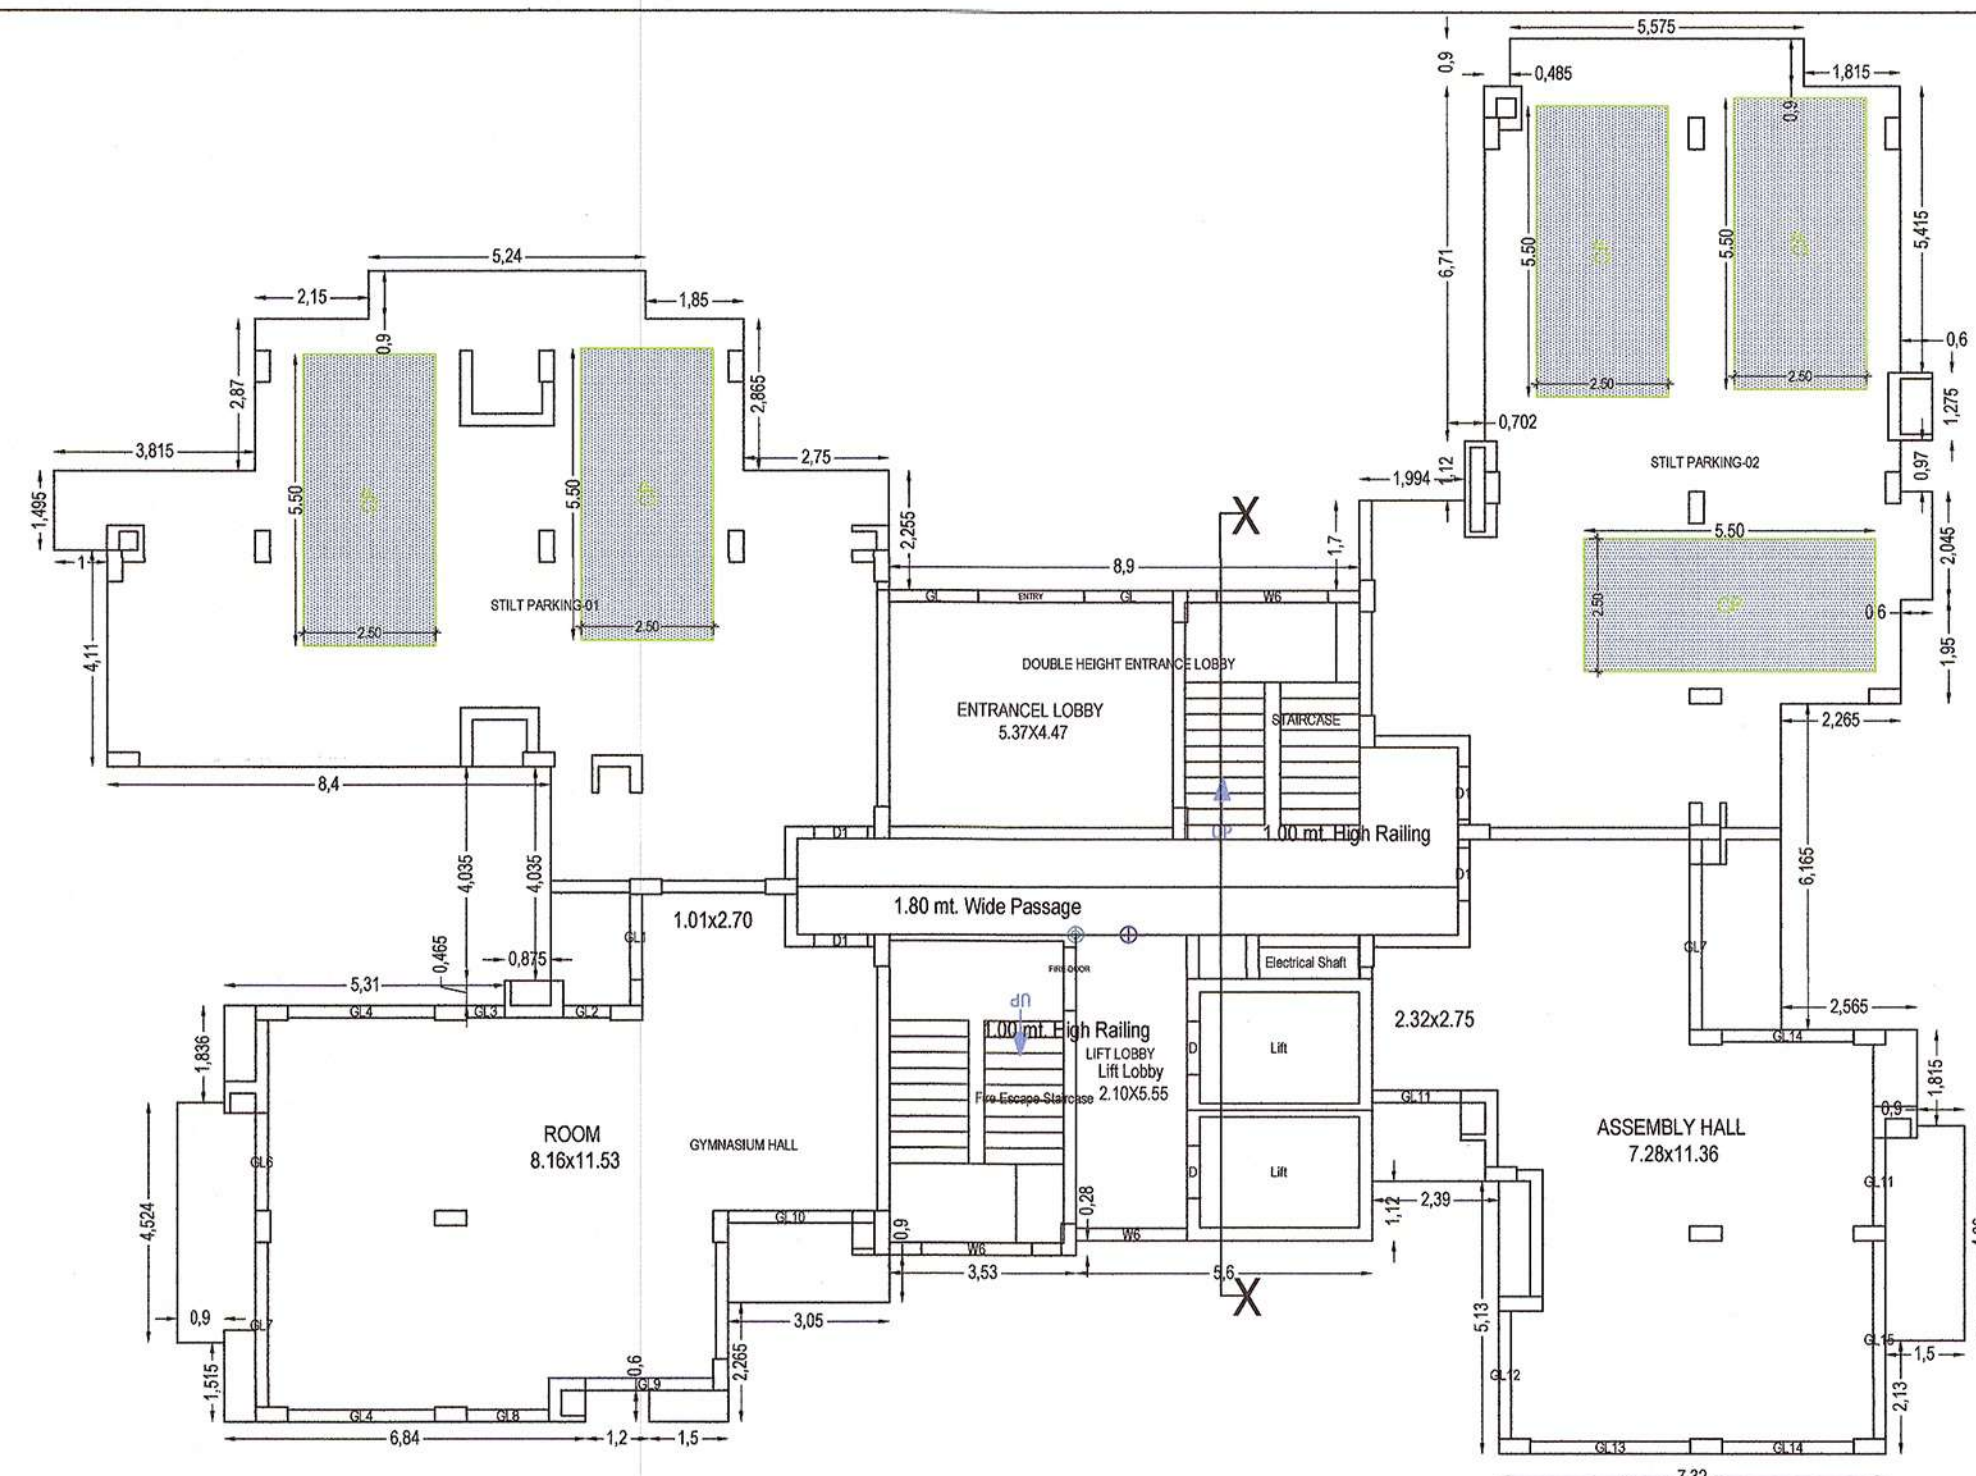 5,575
0,9
0,485
1,815
0,9
5.50
5.50
6,71
5,415
2.50
2.50
0,6
1,275
0,702
STILT PARKING-02
1,994
1,12
0,97
5.50
2.50
CP
2,045
0,6
1,95
2,265
5,24
2,15
1,85
0,9
2,87
2,865
3,815
2,75
1,495
5.50
5.50
CP
CP
2,255
1
STILT PARKING-01
2.50
2.50
4,11
8,4
X
1,7
8,9
GL
ENTRY
GL
W6
DOUBLE HEIGHT ENTRANCE LOBBY
ENTRANCEL LOBBY
5.37X4.47
STAIRCASE
D1
UP
1.00 mt. High Railing
D1
D1
4,035
4,035
6,165
1.80 mt. Wide Passage
1.01x2.70
D1
GL1
GL7
0,465
0,875
5,31
FIRE DOOR
Electrical Shaft
GL4
GL3
GL2
UP
1.00 mt. High Railing
2.32x2.75
2,565
GL14
1,836
LIFT LOBBY
Lift Lobby
2.10X5.55
D
Lift
Fire Escape Staircase
GL11
0,9
1,815
ROOM
8.16x11.53
GYMNASIUM HALL
ASSEMBLY HALL
7.28x11.36
GL6
D
Lift
GL11
0,28
1,12
2,39
4,524
GL10
0,9
W6
W6
3,53
5,6
X
0,9
GL7
3,05
5,13
GL15
1,5
1,515
0,6
2,265
GL9
GL12
2,13
GL4
GL8
6,84
1,2
1,5
GL13
GL14
7,32